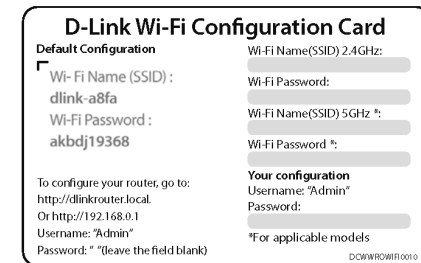 D-Link Wi-Fi Configuration Card
Default Configuration
Wi- Fi Name (SSID) :
dlink-a8fa
Wi-Fi Password :
akbdj19368
To configure your router, go to:
http://dlinkrouter.local.
Or http://192.168.0.1
Username: "Admin"
Password: " "(leave the field blank)
Wi-Fi Name(SSID) 2.4GHz:
Wi-Fi Password:
Wi-Fi Name(SSID) 5GHz *:
Wi-Fi Password *:
Your configuration
Username: "Admin"
Password:
*For applicable models
DCWWROWIFI0010